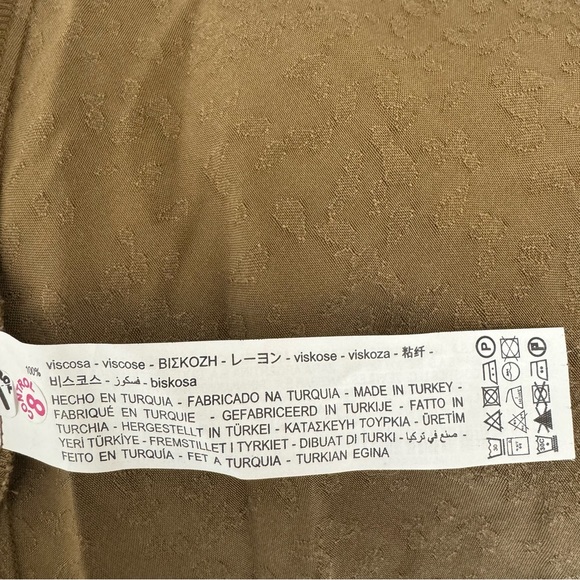 100%
viscosa - viscose - ΒΙΣΚΟΖΗ - レーヨン - viskose - viskoza - 粘纤 -
비스코스 - فسكوز - biskosa
HECHO EN TURQUIA - FABRICADO NA TURQUIA - MADE IN TURKEY -
FABRIQUÉ EN TURQUIE - GEFABRICEERD IN TURKIJE - FATTO IN
TURCHIA - HERGESTELLT IN TÜRKEI - ΚΑΤΑΣΚΕΥΗ ΤΟΥΡΚΙΑ - ÜRETİM
YERİ TÜRKİYE - FREMSTILLET I TYRKIET - DIBUAT DI TURKI - صنع في تركيا -
FEITO EN TURQUÍA - FET A TURQUIA - TURKIAN EGINA
CONTROL
8
P
P